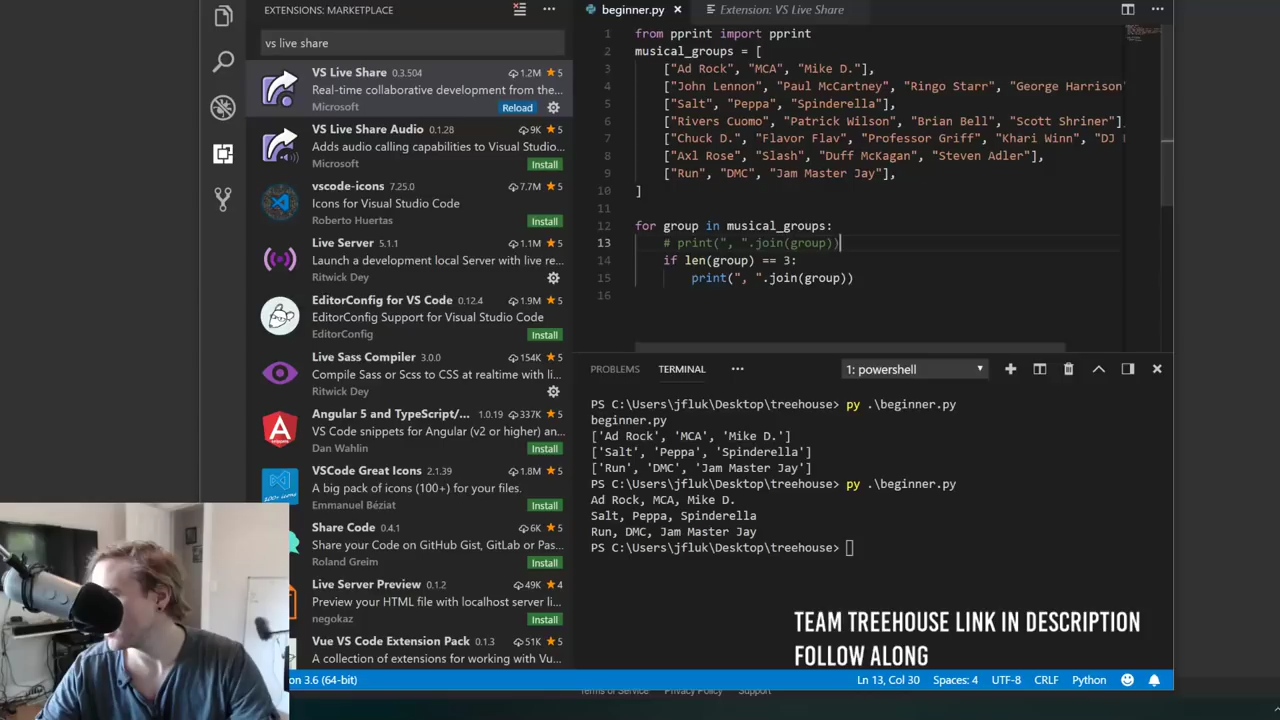 EXTENSIONS: MARKETPLACE
vs live share
VS Live Share 0.3.504 1.2M 5
Real-time collaborative development from the...
Microsoft Reload
VS Live Share Audio 0.1.28 9K 5
Adds audio calling capabilities to Visual Studio...
Microsoft Install
vscode-icons 7.25.0 7.7M 5
Icons for Visual Studio Code
Roberto Huertas Install
Live Server 5.1.1 1.1M 5
Launch a development local Server with live re...
Ritwick Dey
EditorConfig for VS Code 0.12.4 1.9M 5
EditorConfig Support for Visual Studio Code
EditorConfig Install
Live Sass Compiler 3.0.0 154K 5
Compile Sass or Scss to CSS at realtime with li...
Ritwick Dey
Angular 5 and TypeScript/... 1.0.19 337K 5
VS Code snippets for Angular (v2 or higher) an...
Dan Wahlin Install
VSCode Great Icons 2.1.39 1.8M 5
A big pack of icons (100+) for your files.
Emmanuel Béziat Install
Share Code 0.4.1 6K 5
Share your Code on GitHub Gist, GitLab or Pas...
Roland Greim Install
Live Server Preview 0.1.2 49K 4
Preview your HTML file with localhost server li...
negokaz Install
Vue VS Code Extension Pack 0.1.3 51K 5
A collection of extensions for working with Vu...
beginner.py Extension: VS Live Share
1 from pprint import pprint
2 musical_groups = [
3 ["Ad Rock", "MCA", "Mike D."],
4 ["John Lennon", "Paul McCartney", "Ringo Starr", "George Harrison"
5 ["Salt", "Peppa", "Spinderella"],
6 ["Rivers Cuomo", "Patrick Wilson", "Brian Bell", "Scott Shriner"],
7 ["Chuck D.", "Flavor Flav", "Professor Griff", "Khari Winn", "DJ
8 ["Axl Rose", "Slash", "Duff McKagan", "Steven Adler"],
9 ["Run", "DMC", "Jam Master Jay"],
10 ]
11
12 for group in musical_groups:
13 # print(", ".join(group))
14 if len(group) == 3:
15 print(", ".join(group))
16
PROBLEMS TERMINAL 1: powershell
PS C:\Users\jfluk\Desktop\treehouse> py .\beginner.py
beginner.py
['Ad Rock', 'MCA', 'Mike D.']
['Salt', 'Peppa', 'Spinderella']
['Run', 'DMC', 'Jam Master Jay']
PS C:\Users\jfluk\Desktop\treehouse> py .\beginner.py
Ad Rock, MCA, Mike D.
Salt, Peppa, Spinderella
Run, DMC, Jam Master Jay
PS C:\Users\jfluk\Desktop\treehouse>
TEAM TREEHOUSE LINK IN DESCRIPTION
FOLLOW ALONG
on 3.6 (64-bit) Ln 13, Col 30 Spaces: 4 UTF-8 CRLF Python
Terms of Service Privacy Policy Support